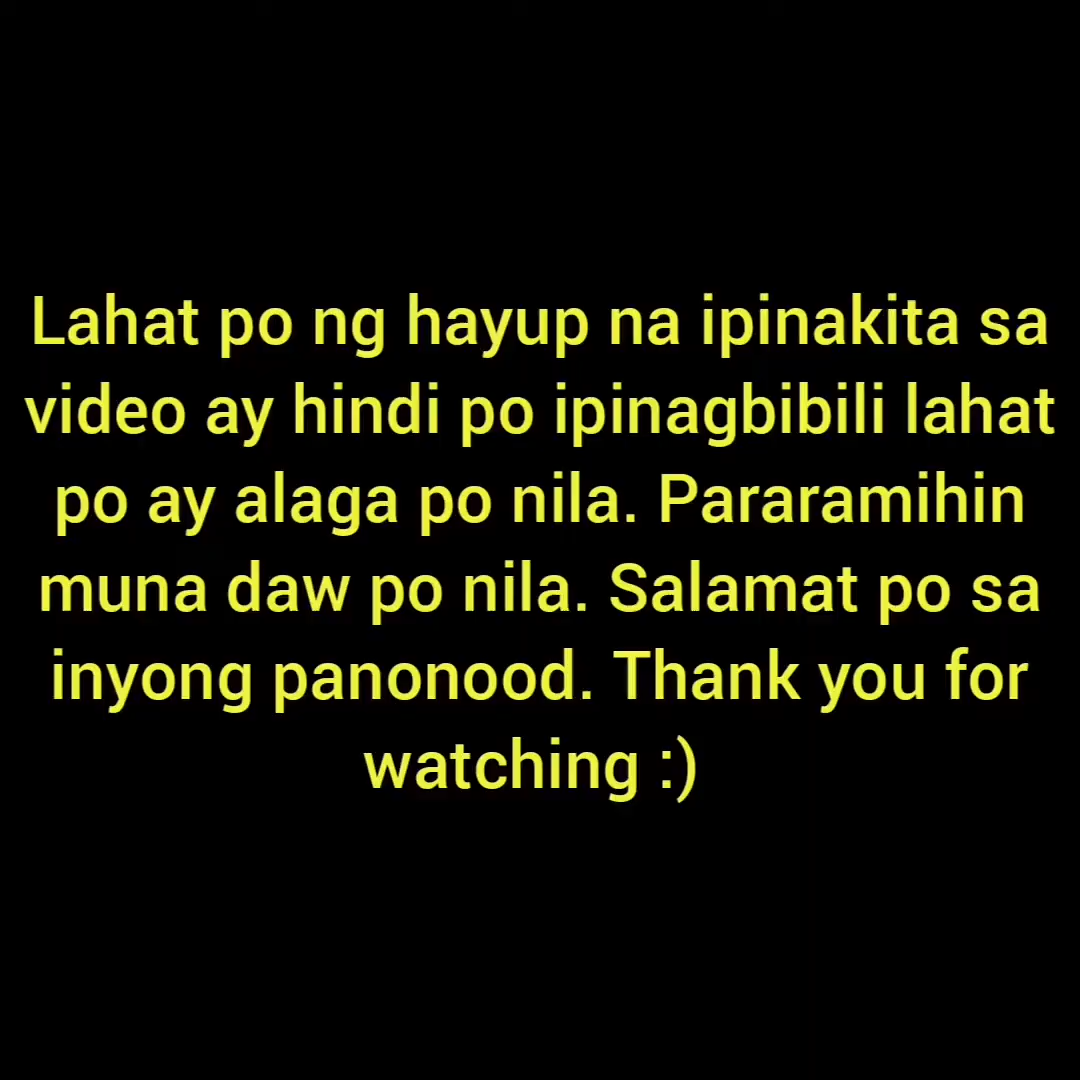 Lahat po ng hayup na ipinakita sa
video ay hindi po ipinagbibili lahat
po ay alaga po nila. Pararamihin
muna daw po nila. Salamat po sa
inyong panonood. Thank you for
watching :)